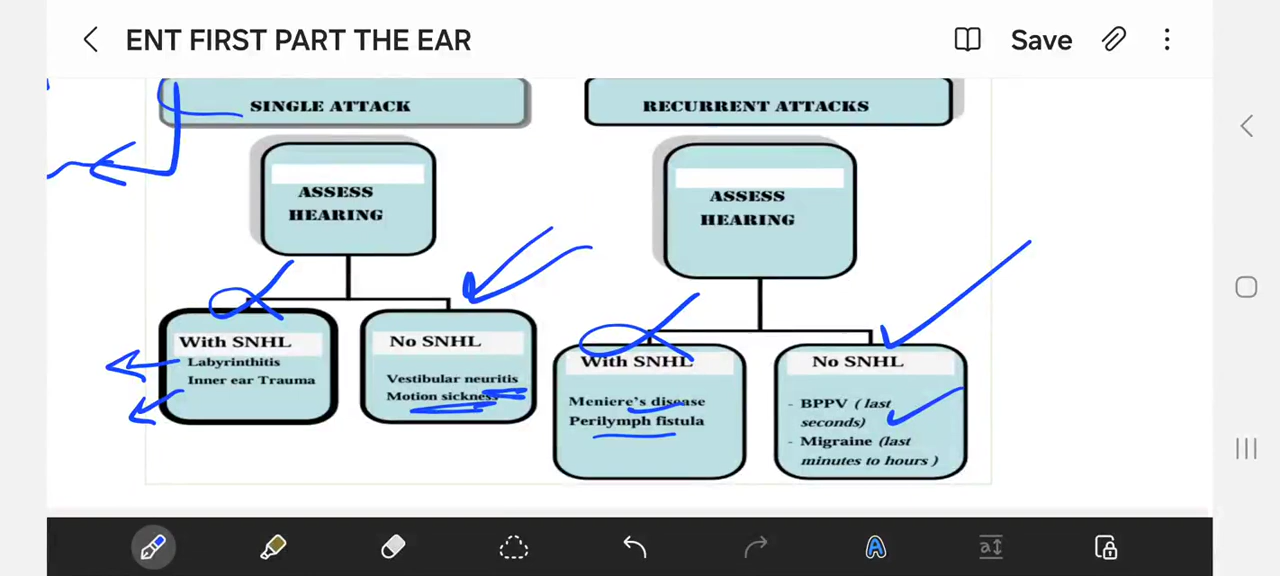 ENT FIRST PART THE EAR
Save
SINGLE ATTACK
ASSESS
HEARING
With SNHL
Labyrinthitis
Inner ear Trauma
No SNHL
Vestibular neuritis
Motion sickness
RECURRENT ATTACKS
ASSESS
HEARING
With SNHL
Meniere's disease
Perilymph fistula
No SNHL
- BPPV ( last
seconds)
- Migraine (last
minutes to hours )
A
a